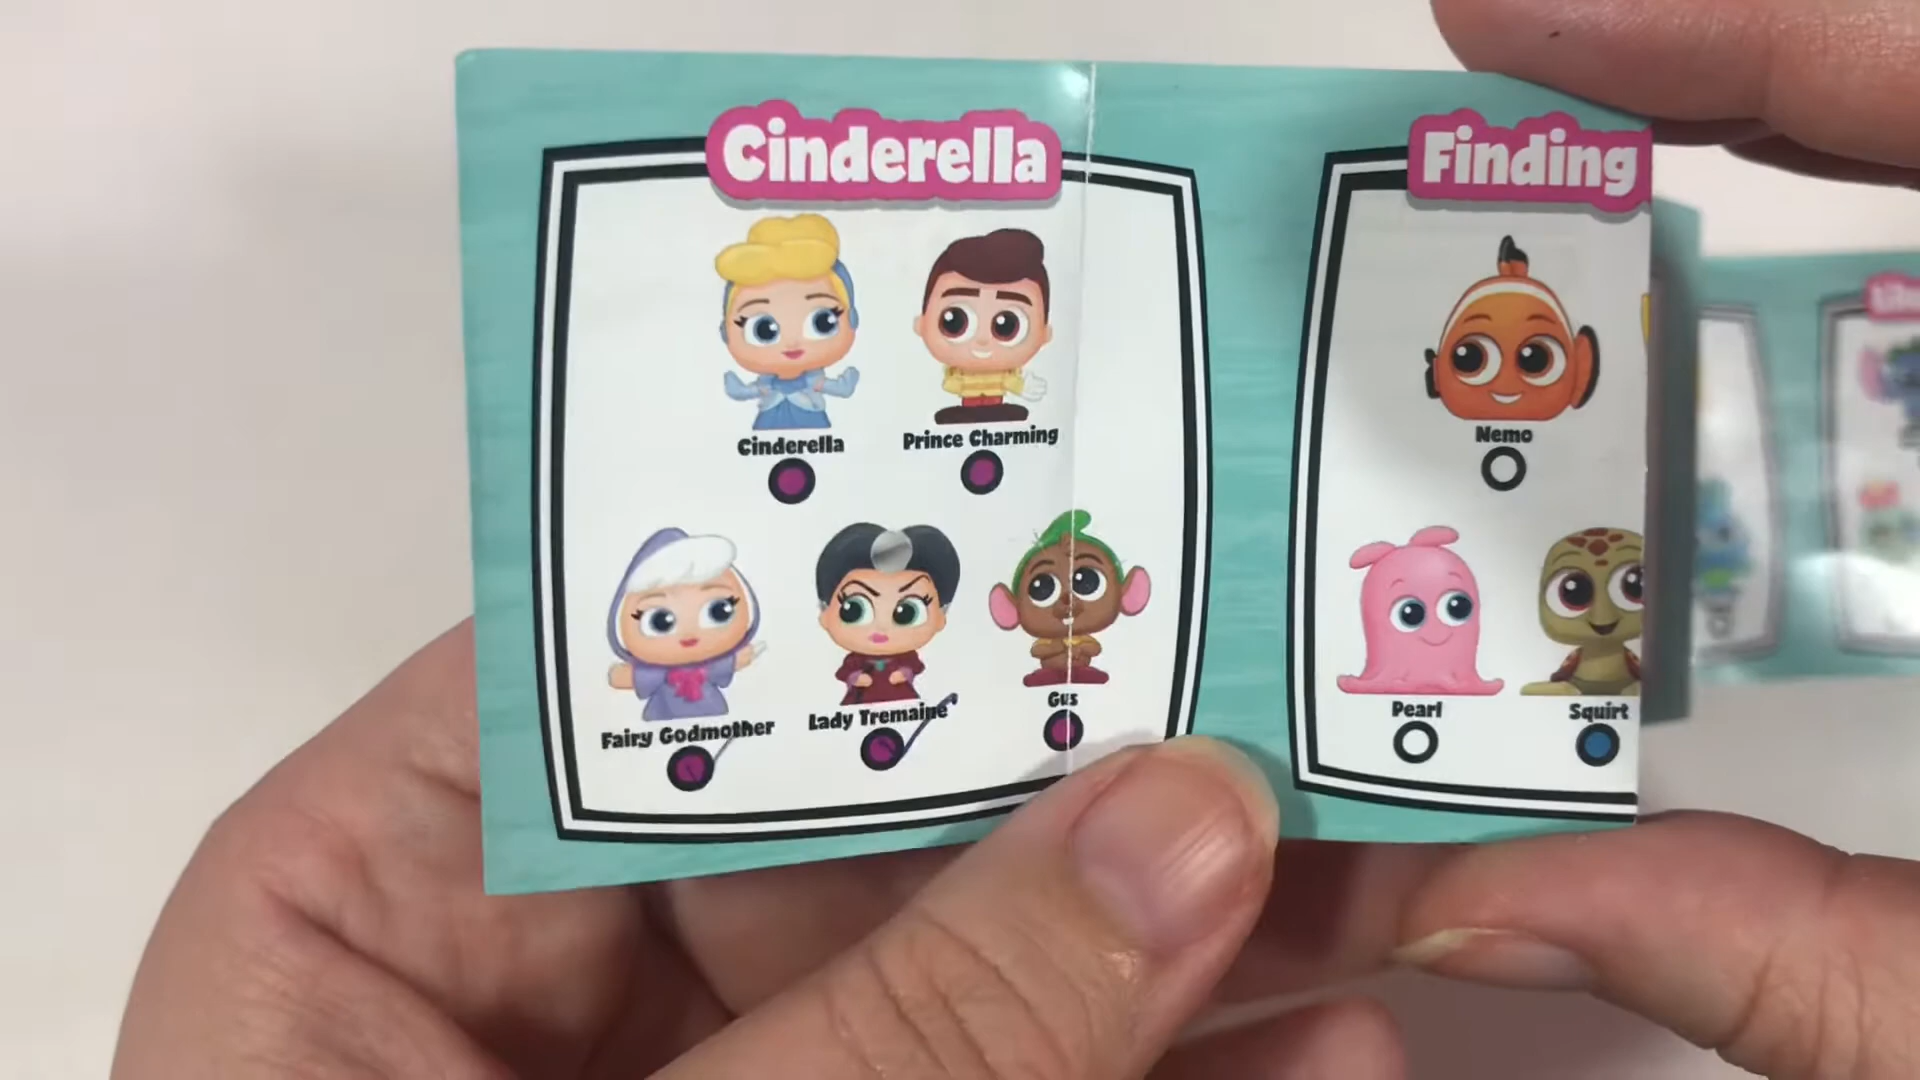 Cinderella
Cinderella
Prince Charming
Fairy Godmother
Lady Tremaine
Gus
Finding
Nemo
Pearl
Squirt